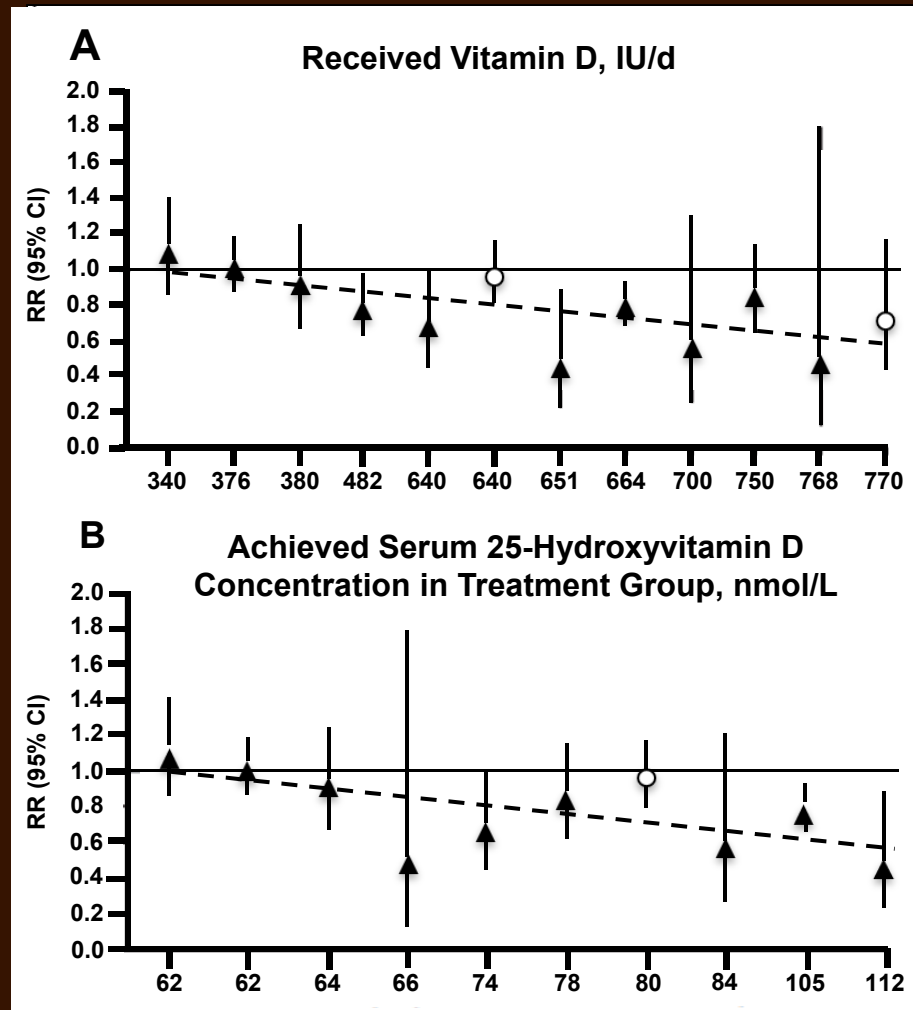 A
Received Vitamin D, IU/d
RR (95% CI)
2.0
1.8
1.6
1.4
1.2
1.0
0.8
0.6
0.4
0.2
0.0
340 376 380 482 640 640 651 664 700 750 768 770
B
Achieved Serum 25-Hydroxyvitamin D
Concentration in Treatment Group, nmol/L
RR (95% CI)
2.0
1.8
1.6
1.4
1.2
1.0
0.8
0.6
0.4
0.2
0.0
62 62 64 66 74 78 80 84 105 112